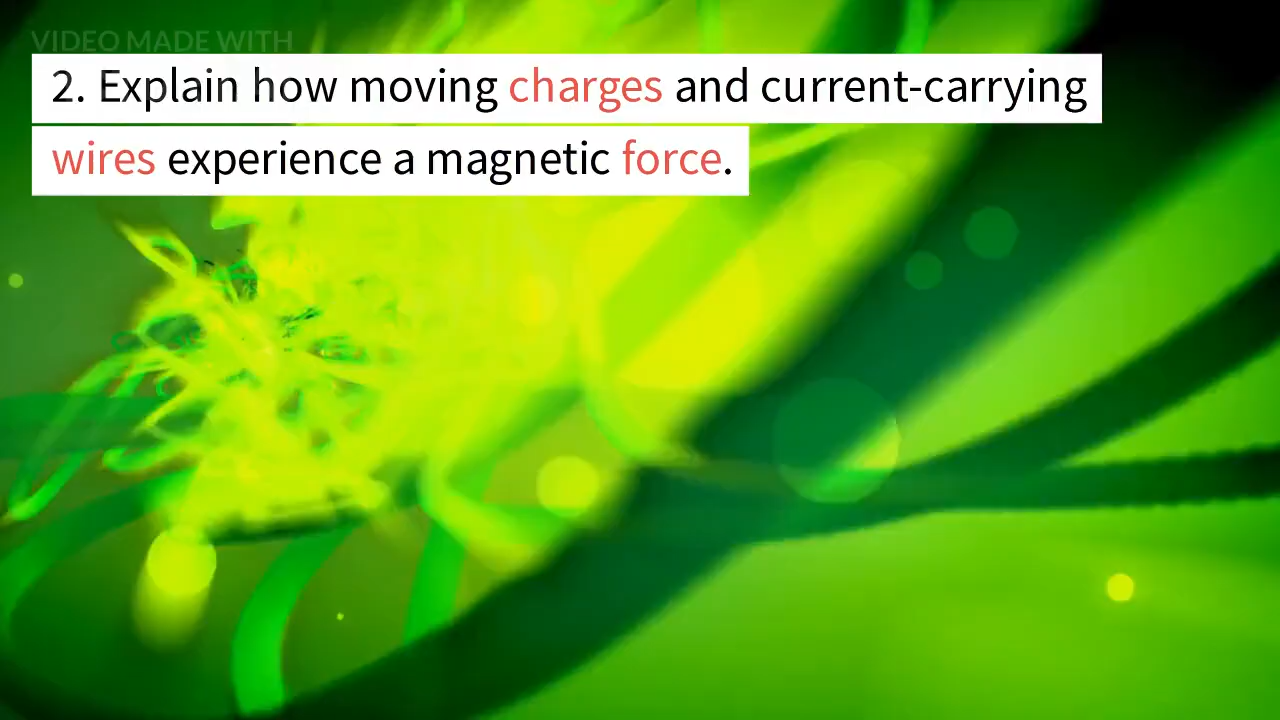 VIDEO MADE WITH
2. Explain how moving charges and current-carrying
wires experience a magnetic force.